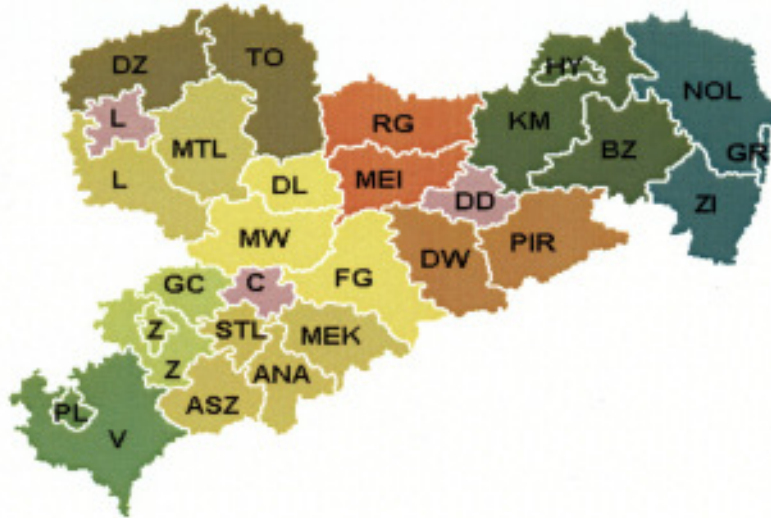 DZ
TO
HY
NOL
L
RG
KM
MTL
BZ
GR
L
DL
MEI
DD
ZI
MW
DW
PIR
GC
C
FG
Z
STL
MEK
Z
ANA
PL
ASZ
V